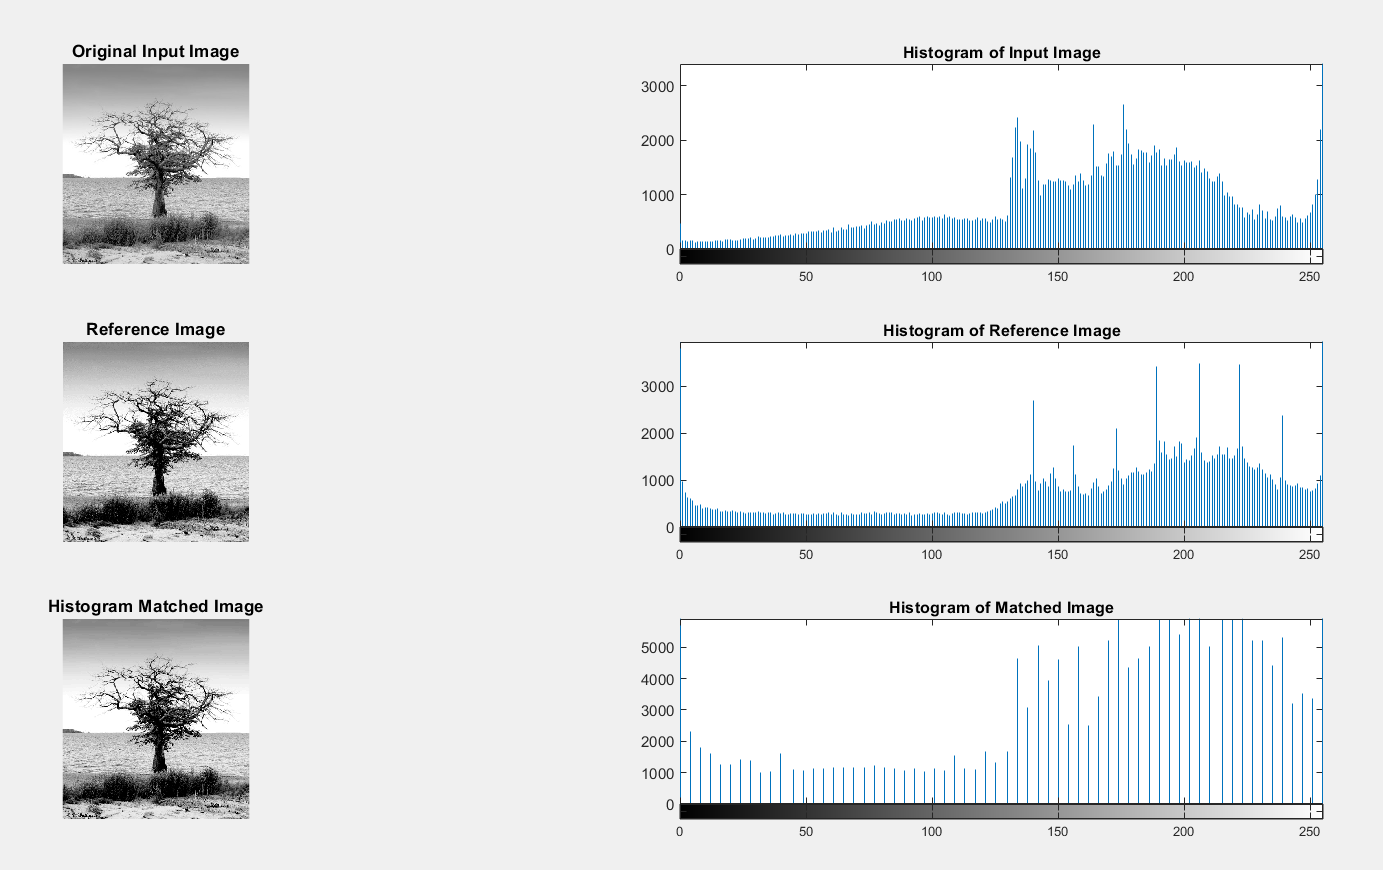 Original Input Image
Histogram of Input Image
3000
2000
1000
0
0 50 100 150 200 250
Reference Image
Histogram of Reference Image
3000
2000
1000
0
0 50 100 150 200 250
Histogram Matched Image
Histogram of Matched Image
5000
4000
3000
2000
1000
0
0 50 100 150 200 250